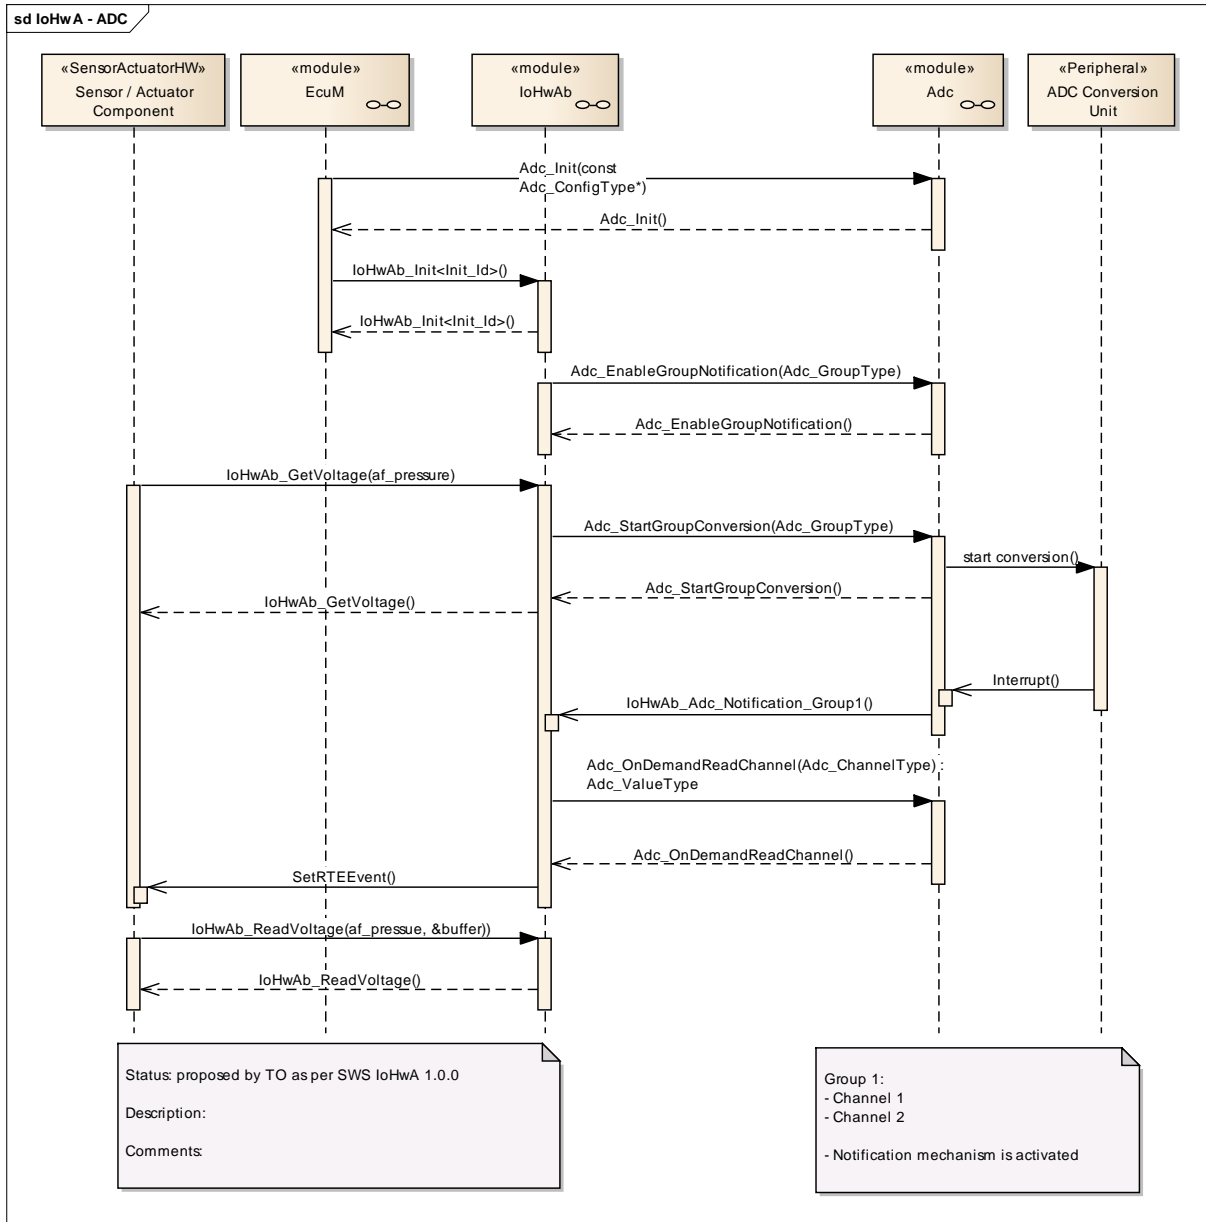 sd IoHwA - ADC
«SensorActuatorHW»
Sensor / Actuator
Component
«module»
EcuM
«module»
IoHwAb
«module»
Adc
«Peripheral»
ADC Conversion
Unit
Adc_Init(const
Adc_ConfigType*)
Adc_Init()
IoHwAb_Init<Init_Id>()
IoHwAb_Init<Init_Id>()
Adc_EnableGroupNotification(Adc_GroupType)
Adc_EnableGroupNotification()
IoHwAb_GetVoltage(af_pressure)
Adc_StartGroupConversion(Adc_GroupType)
start conversion()
Adc_StartGroupConversion()
IoHwAb_GetVoltage()
Interrupt()
IoHwAb_Adc_Notification_Group1()
Adc_OnDemandReadChannel(Adc_ChannelType) :
Adc_ValueType
Adc_OnDemandReadChannel()
SetRTEEvent()
IoHwAb_ReadVoltage(af_pressue, &buffer))
IoHwAb_ReadVoltage()
Status: proposed by TO as per SWS IoHwA 1.0.0
Description:
Comments:
Group 1:
- Channel 1
- Channel 2
- Notification mechanism is activated